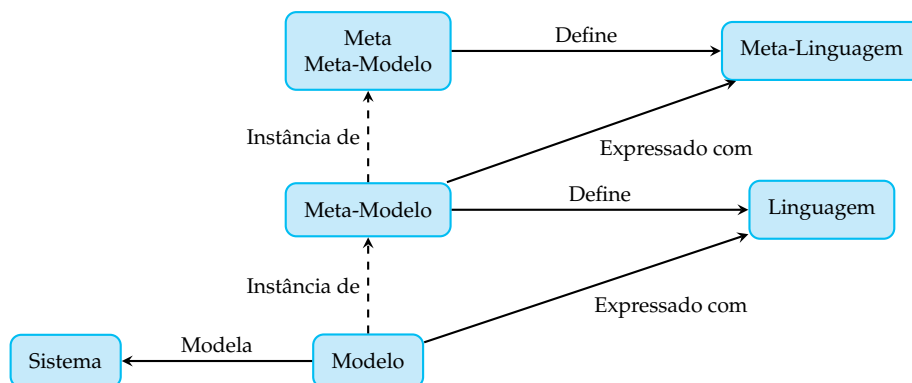 Meta
Meta-Modelo
Define
Meta-Linguagem
Instância de
Expressado com
Meta-Modelo
Define
Linguagem
Instância de
Expressado com
Sistema
Modela
Modelo